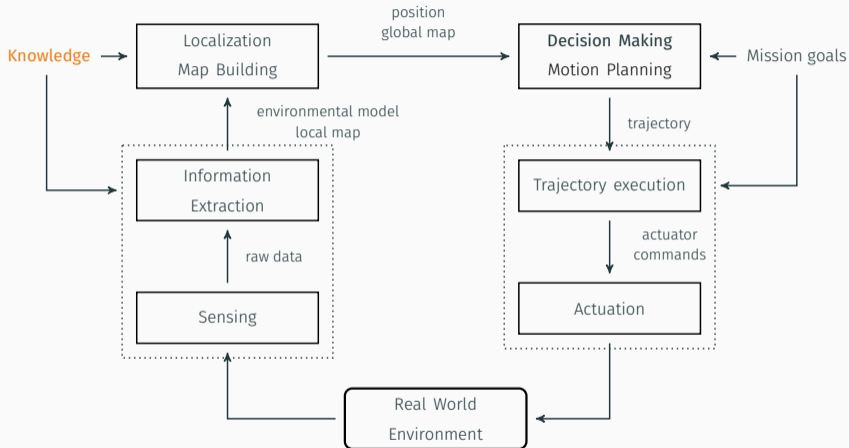 position
global map
Knowledge
Localization
Map Building
Decision Making
Motion Planning
Mission goals
environmental model
local map
trajectory
Information
Extraction
Trajectory execution
raw data
actuator
commands
Sensing
Actuation
Real World
Environment